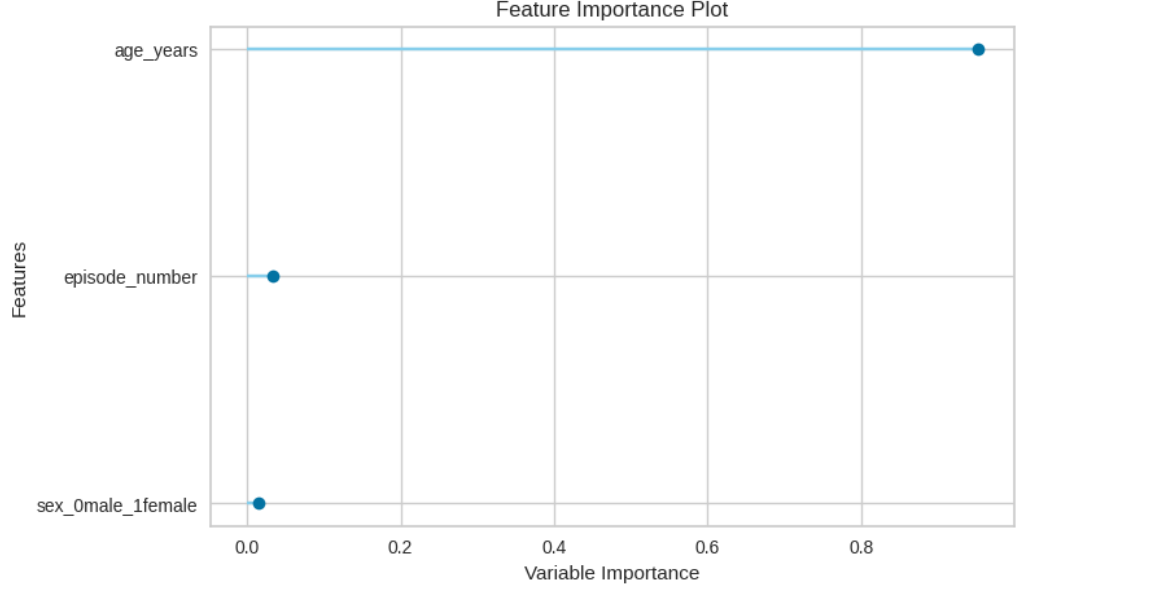 Feature Importance Plot
age_years
episode_number
sex_0male_1female
Features
0.0 0.2 0.4 0.6 0.8
Variable Importance